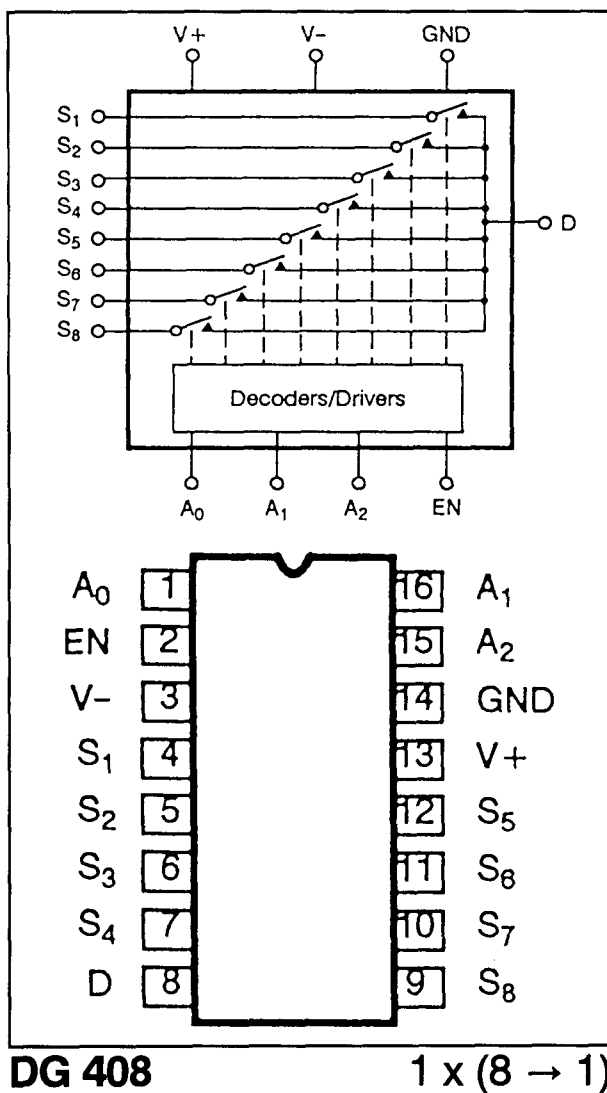 V+ V- GND
S₁
S₂
S₃
S₄
S₅ D
S₆
S₇
S₈
Decoders/Drivers
A₀ A₁ A₂ EN
A₀ 1 16 A₁
EN 2 15 A₂
V- 3 14 GND
S₁ 4 13 V+
S₂ 5 12 S₅
S₃ 6 11 S₆
S₄ 7 10 S₇
D 8 9 S₈
DG 408 1 x (8 → 1)